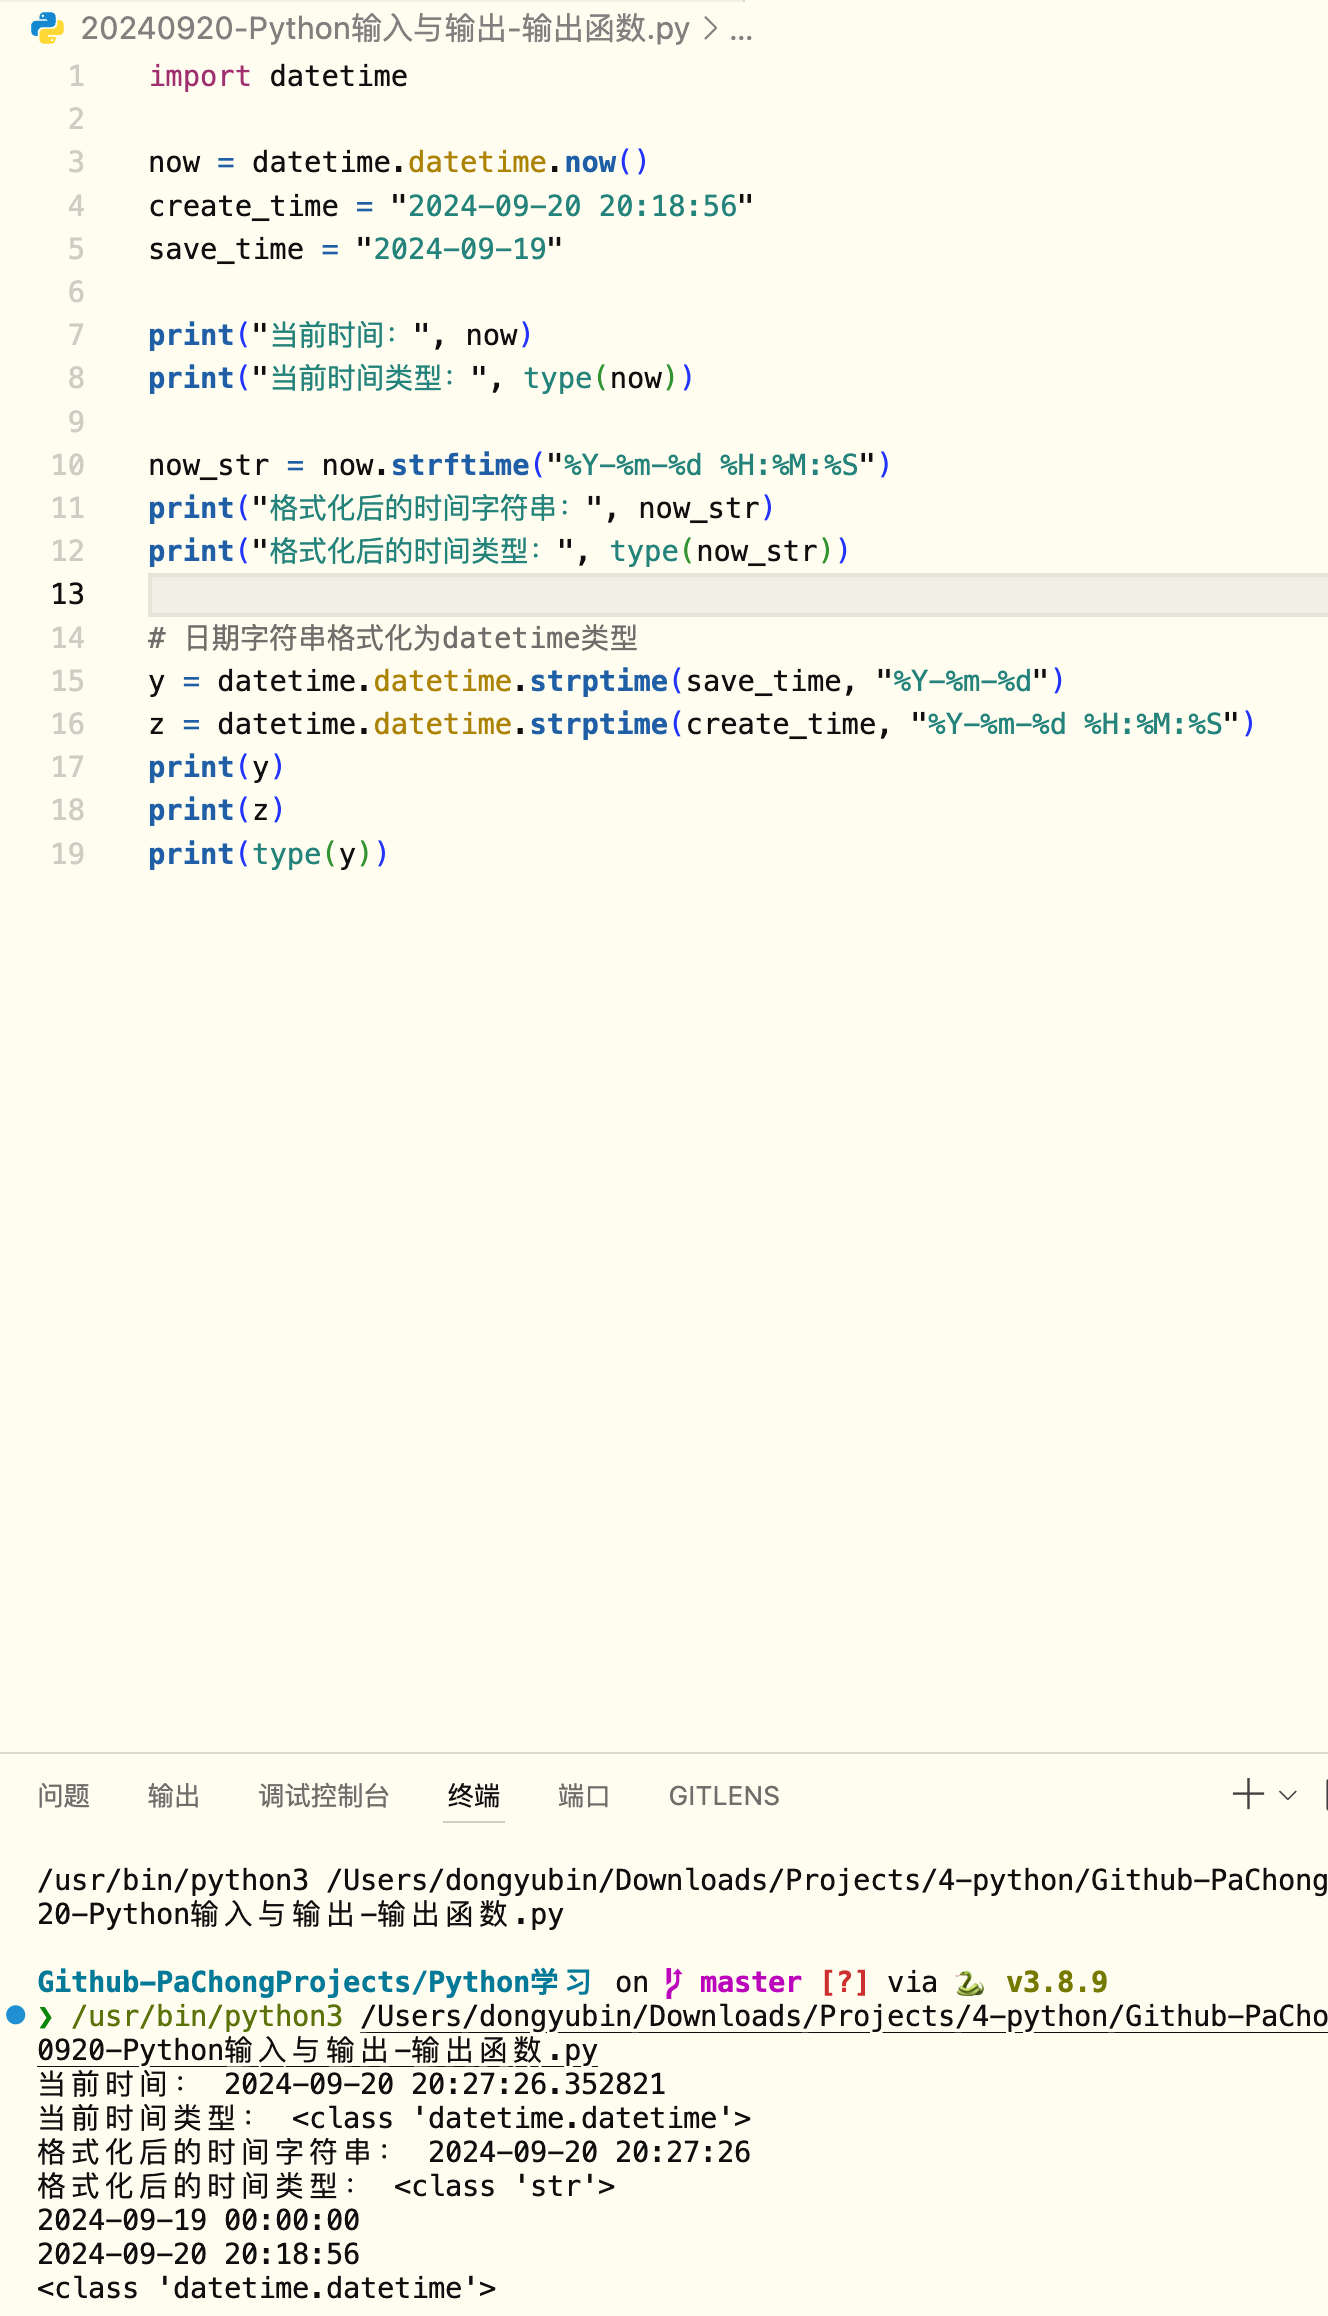 20240920-Python输入与输出-输出函数.py > ...
1 import datetime
2
3 now = datetime.datetime.now()
4 create_time = "2024-09-20 20:18:56"
5 save_time = "2024-09-19"
6
7 print("当前时间：", now)
8 print("当前时间类型：", type(now))
9
10 now_str = now.strftime("%Y-%m-%d %H:%M:%S")
11 print("格式化后的时间字符串：", now_str)
12 print("格式化后的时间类型：", type(now_str))
13
14 # 日期字符串格式化为datetime类型
15 y = datetime.datetime.strptime(save_time, "%Y-%m-%d")
16 z = datetime.datetime.strptime(create_time, "%Y-%m-%d %H:%M:%S")
17 print(y)
18 print(z)
19 print(type(y))
问题 输出 调试控制台 终端 端口 GITLENS
/usr/bin/python3 /Users/dongyubin/Downloads/Projects/4-python/Github-PaChong
20-Python输入与输出-输出函数.py
Github-PaChongProjects/Python学习 on master [?] via 🐍 v3.8.9
❯ /usr/bin/python3 /Users/dongyubin/Downloads/Projects/4-python/Github-PaCho
0920-Python输入与输出-输出函数.py
当前时间： 2024-09-20 20:27:26.352821
当前时间类型： <class 'datetime.datetime'>
格式化后的时间字符串： 2024-09-20 20:27:26
格式化后的时间类型： <class 'str'>
2024-09-19 00:00:00
2024-09-20 20:18:56
<class 'datetime.datetime'>